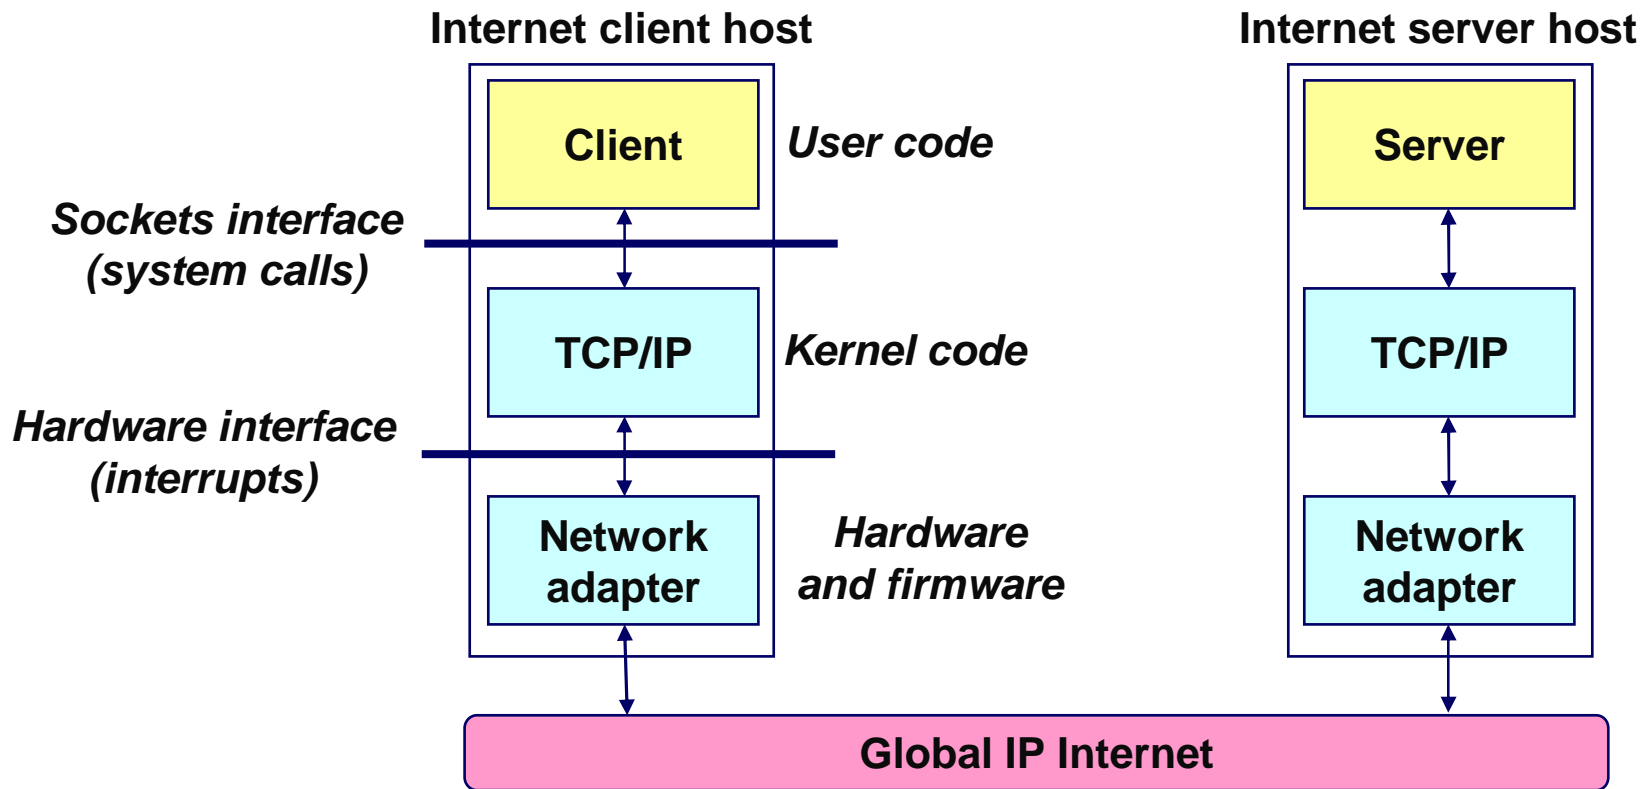 Internet client host
Internet server host
Client
User code
Server
Sockets interface
(system calls)
TCP/IP
Kernel code
TCP/IP
Hardware interface
(interrupts)
Network
adapter
Hardware
and firmware
Network
adapter
Global IP Internet